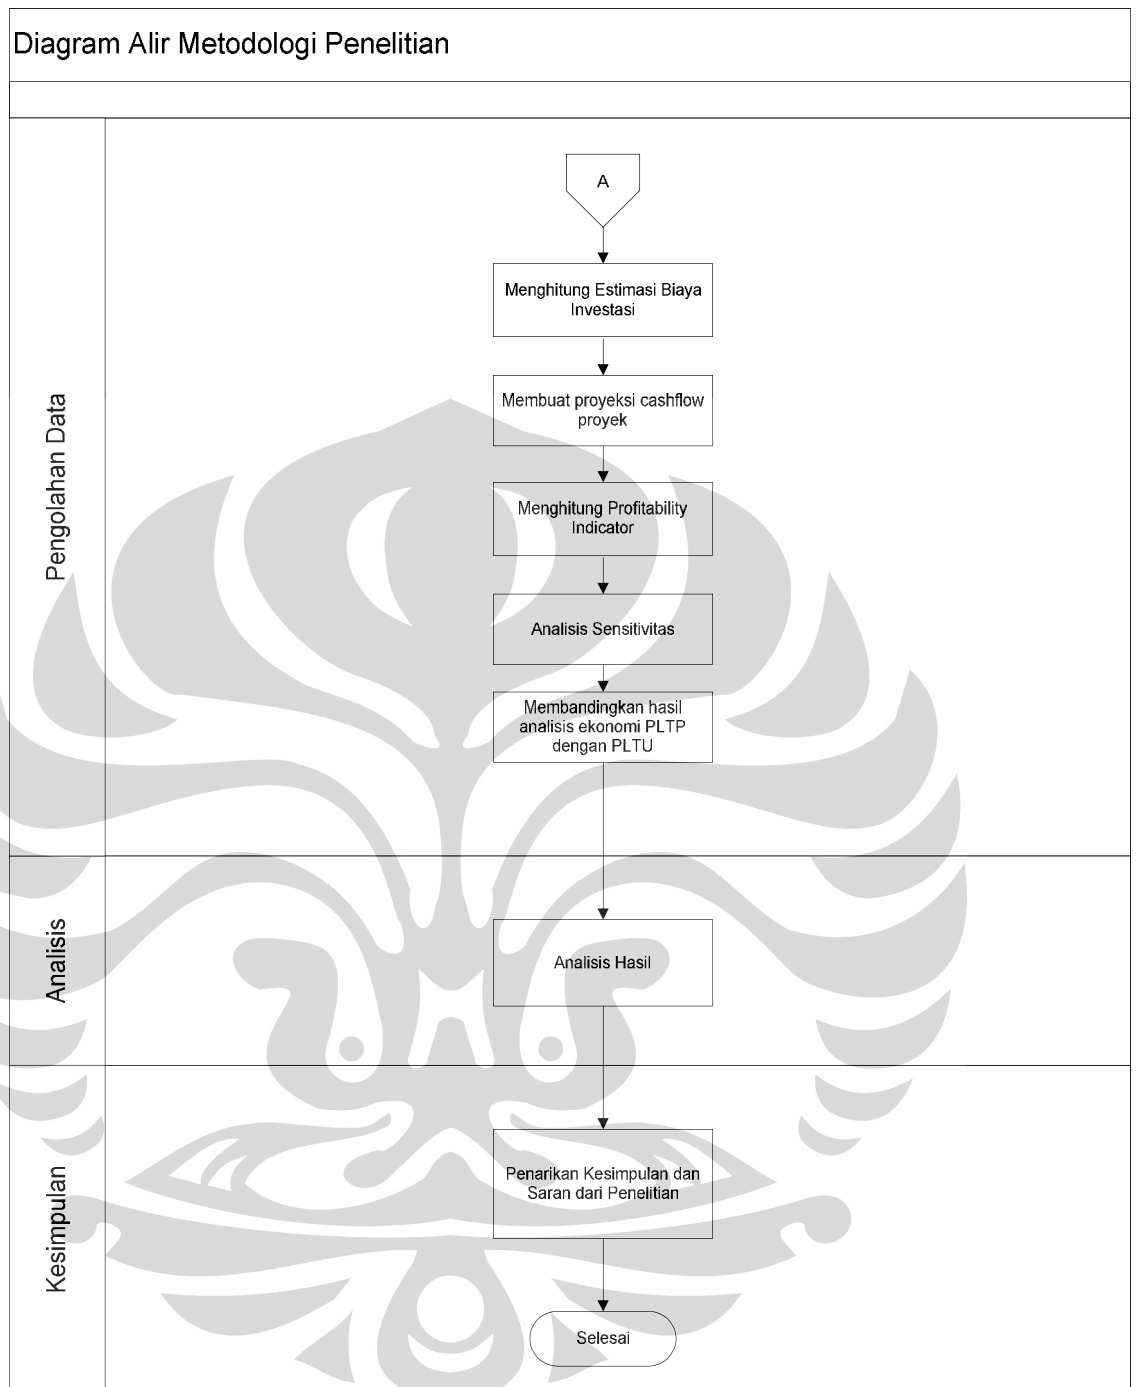 Diagram Alir Metodologi Penelitian
Pengolahan Data
A
Menghitung Estimasi Biaya
Investasi
Membuat proyeksi cashflow
proyek
Menghitung Profitability
Indicator
Analisis Sensitivitas
Membandingkan hasil
analisis ekonomi PLTP
dengan PLTU
Analisis
Analisis Hasil
Kesimpulan
Penarikan Kesimpulan dan
Saran dari Penelitian
Selesai